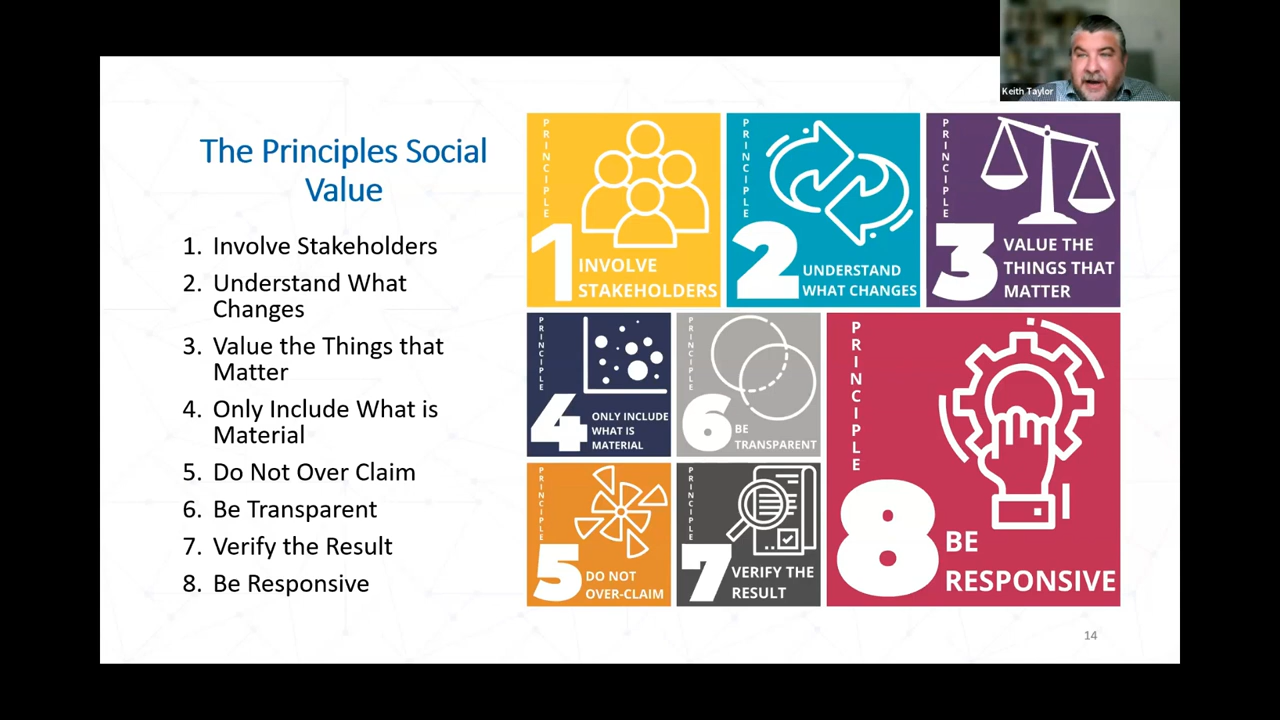 Keith Taylor
The Principles Social
Value
1. Involve Stakeholders
2. Understand What
Changes
3. Value the Things that
Matter
4. Only Include What is
Material
5. Do Not Over Claim
6. Be Transparent
7. Verify the Result
8. Be Responsive
PRINCIPLE
1
INVOLVE
STAKEHOLDERS
PRINCIPLE
2
UNDERSTAND
WHAT CHANGES
PRINCIPLE
3
VALUE THE
THINGS THAT
MATTER
PRINCIPLE
4
ONLY INCLUDE
WHAT IS
MATERIAL
PRINCIPLE
6
BE
TRANSPARENT
PRINCIPLE
5
DO NOT
OVER-CLAIM
PRINCIPLE
7
VERIFY THE
RESULT
PRINCIPLE
8
BE
RESPONSIVE
14